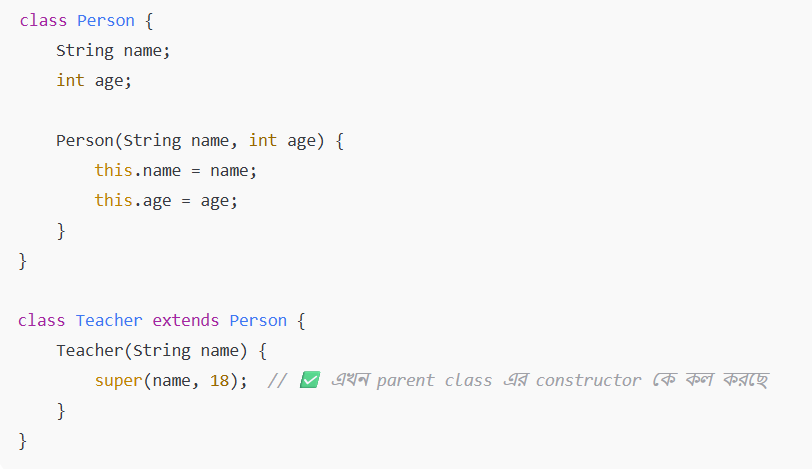 class Person {
    String name;
    int age;

    Person(String name, int age) {
        this.name = name;
        this.age = age;
    }
}

class Teacher extends Person {
    Teacher(String name) {
        super(name, 18);  // ✅ এখন parent class এর constructor কে কল করছে
    }
}